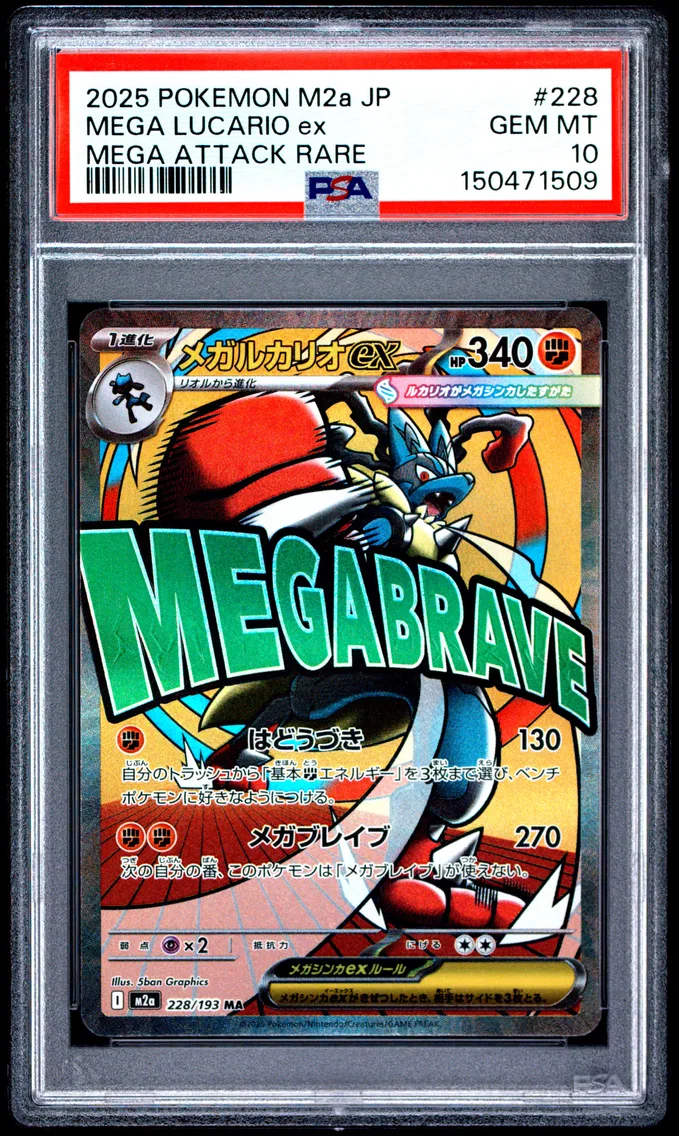 2025 POKEMON M2a JP #228
MEGA LUCARIO ex GEM MT
MEGA ATTACK RARE 10
PSA 150471509
1進化 メガルカリオex HP340
リオルから進化 ルカリオがメガシンカしたすがた
MEGABRAVE
はどうづき 130
自分のトラッシュから「基本エネルギー」を3枚まで選び、ベンチ
ポケモンに好きなようにつける。
メガブレイブ 270
次の自分の番、このポケモンは「メガブレイブ」が使えない。
弱点 ×2 抵抗力 にげる
メガシンカexルール
メガシンカexがきぜつしたとき、相手はサイドを3枚とる。
Illus. 5ban Graphics
I m2a 228/193 MA
©2025 Pokémon/Nintendo/Creatures/GAME FREAK.
PSA